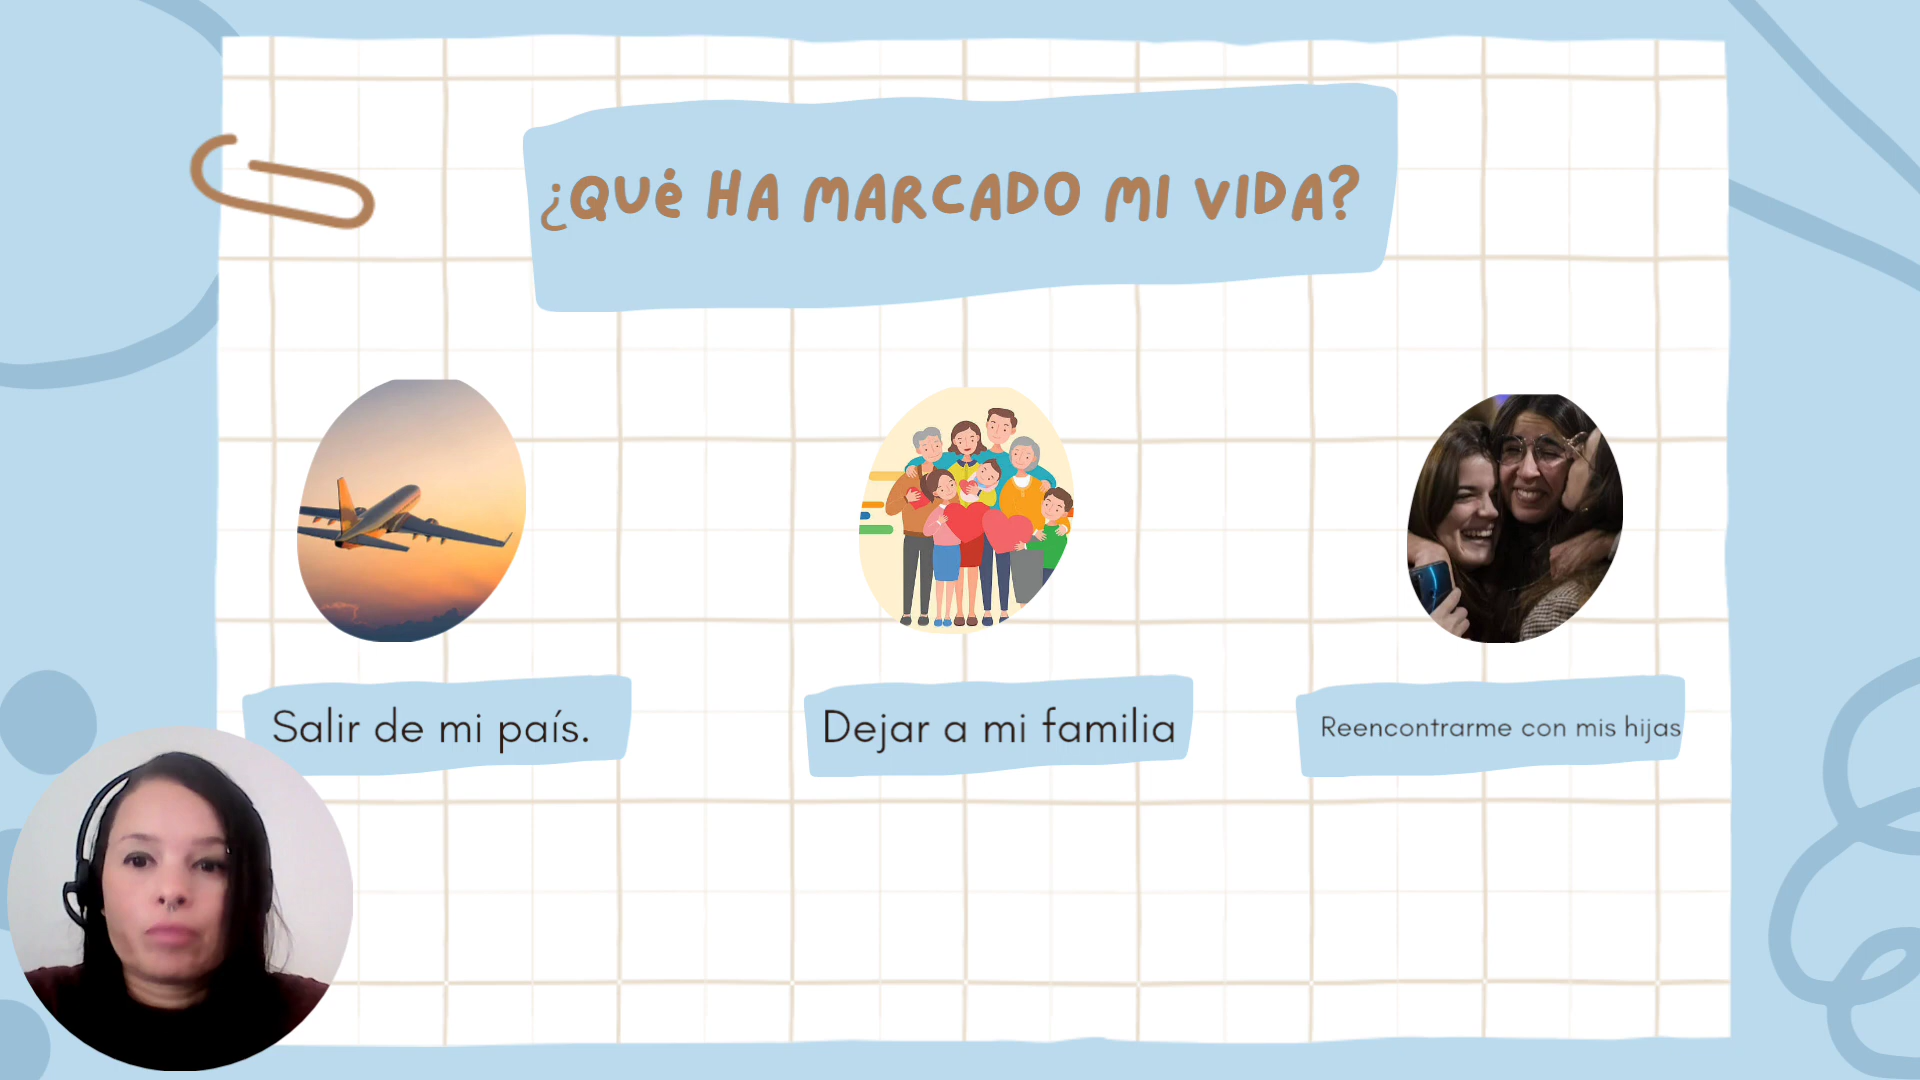 ¿QUÉ HA MARCADO MI VIDA?
Salir de mi país.
Dejar a mi familia
Reencontrarme con mis hijas